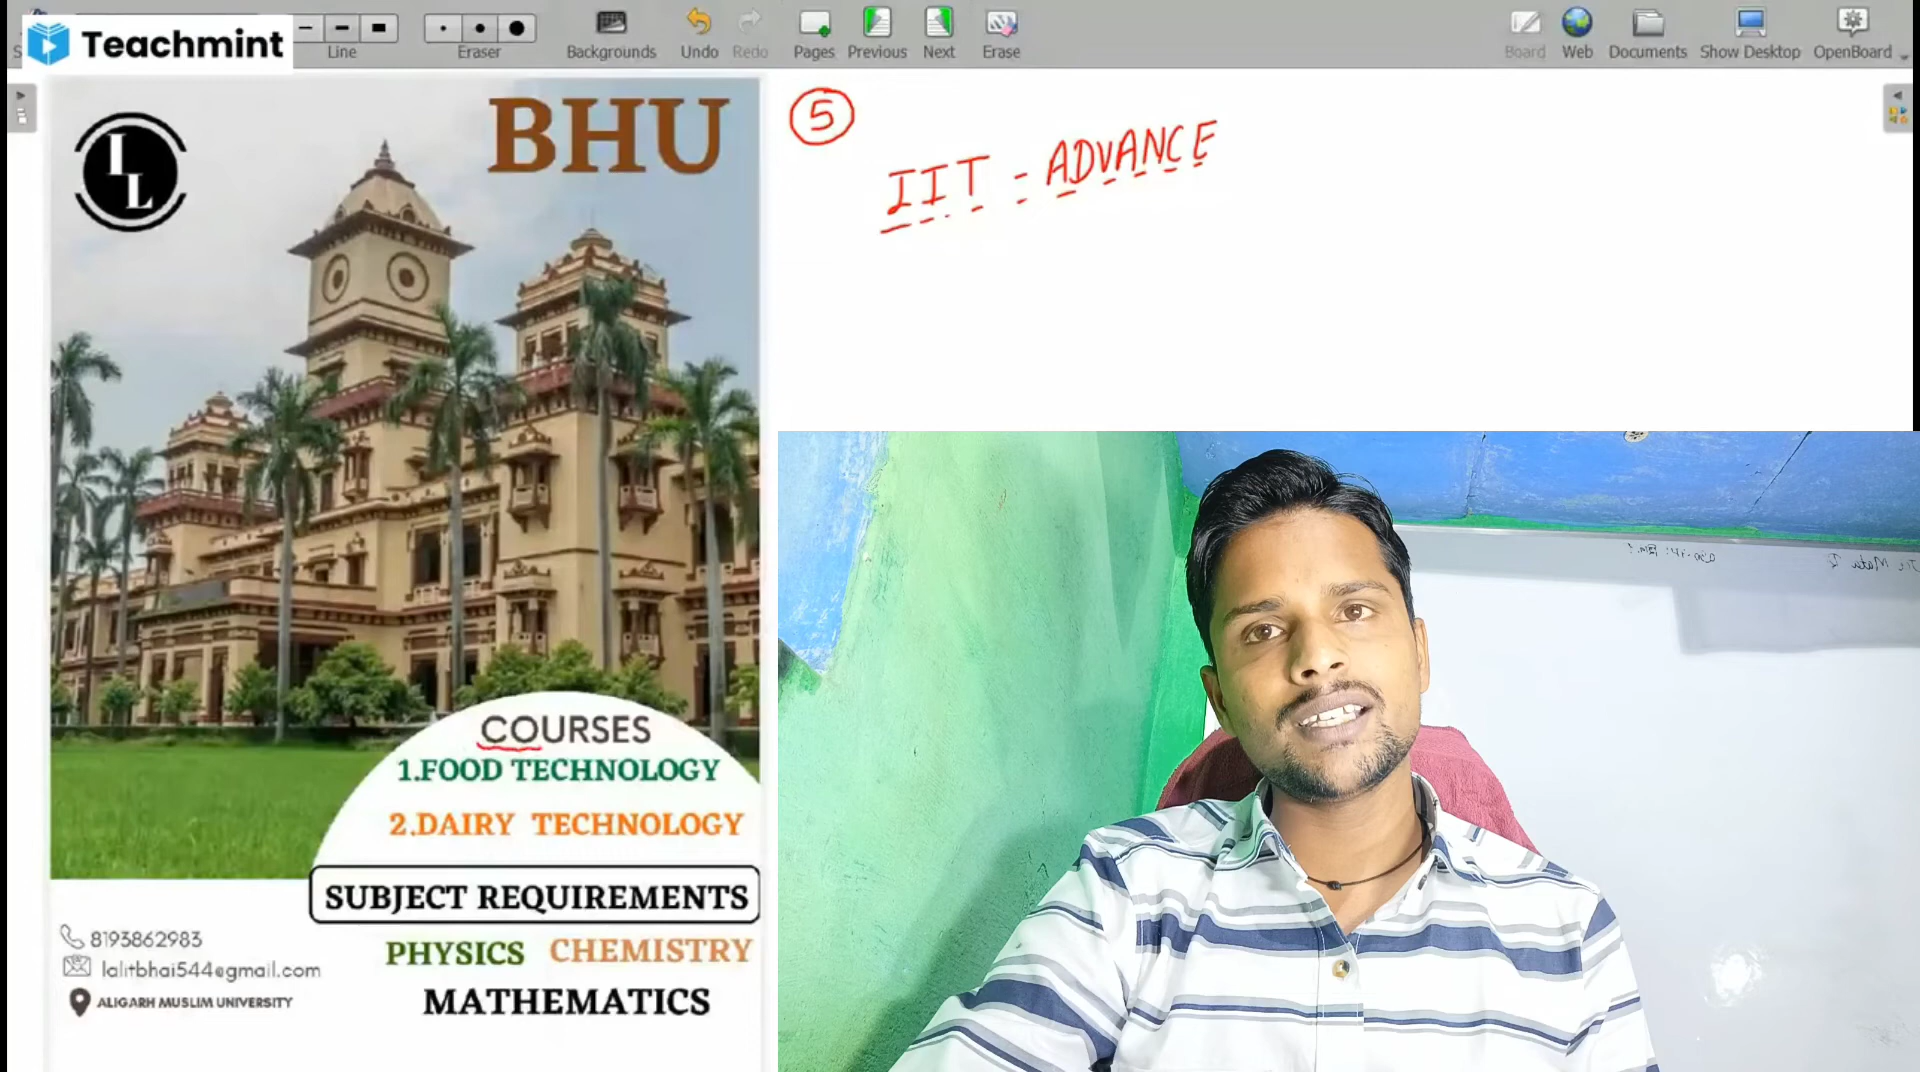 Teachmint
Line
Eraser
Backgrounds
Undo
Redo
Pages
Previous
Next
Erase
Board
Web
Documents
Show Desktop
OpenBoard
IL
BHU
5
IIT - ADVANCE
COURSES
1.FOOD TECHNOLOGY
2.DAIRY TECHNOLOGY
SUBJECT REQUIREMENTS
PHYSICS CHEMISTRY
MATHEMATICS
8193862983
lalitbhai544@gmail.com
ALIGARH MUSLIM UNIVERSITY